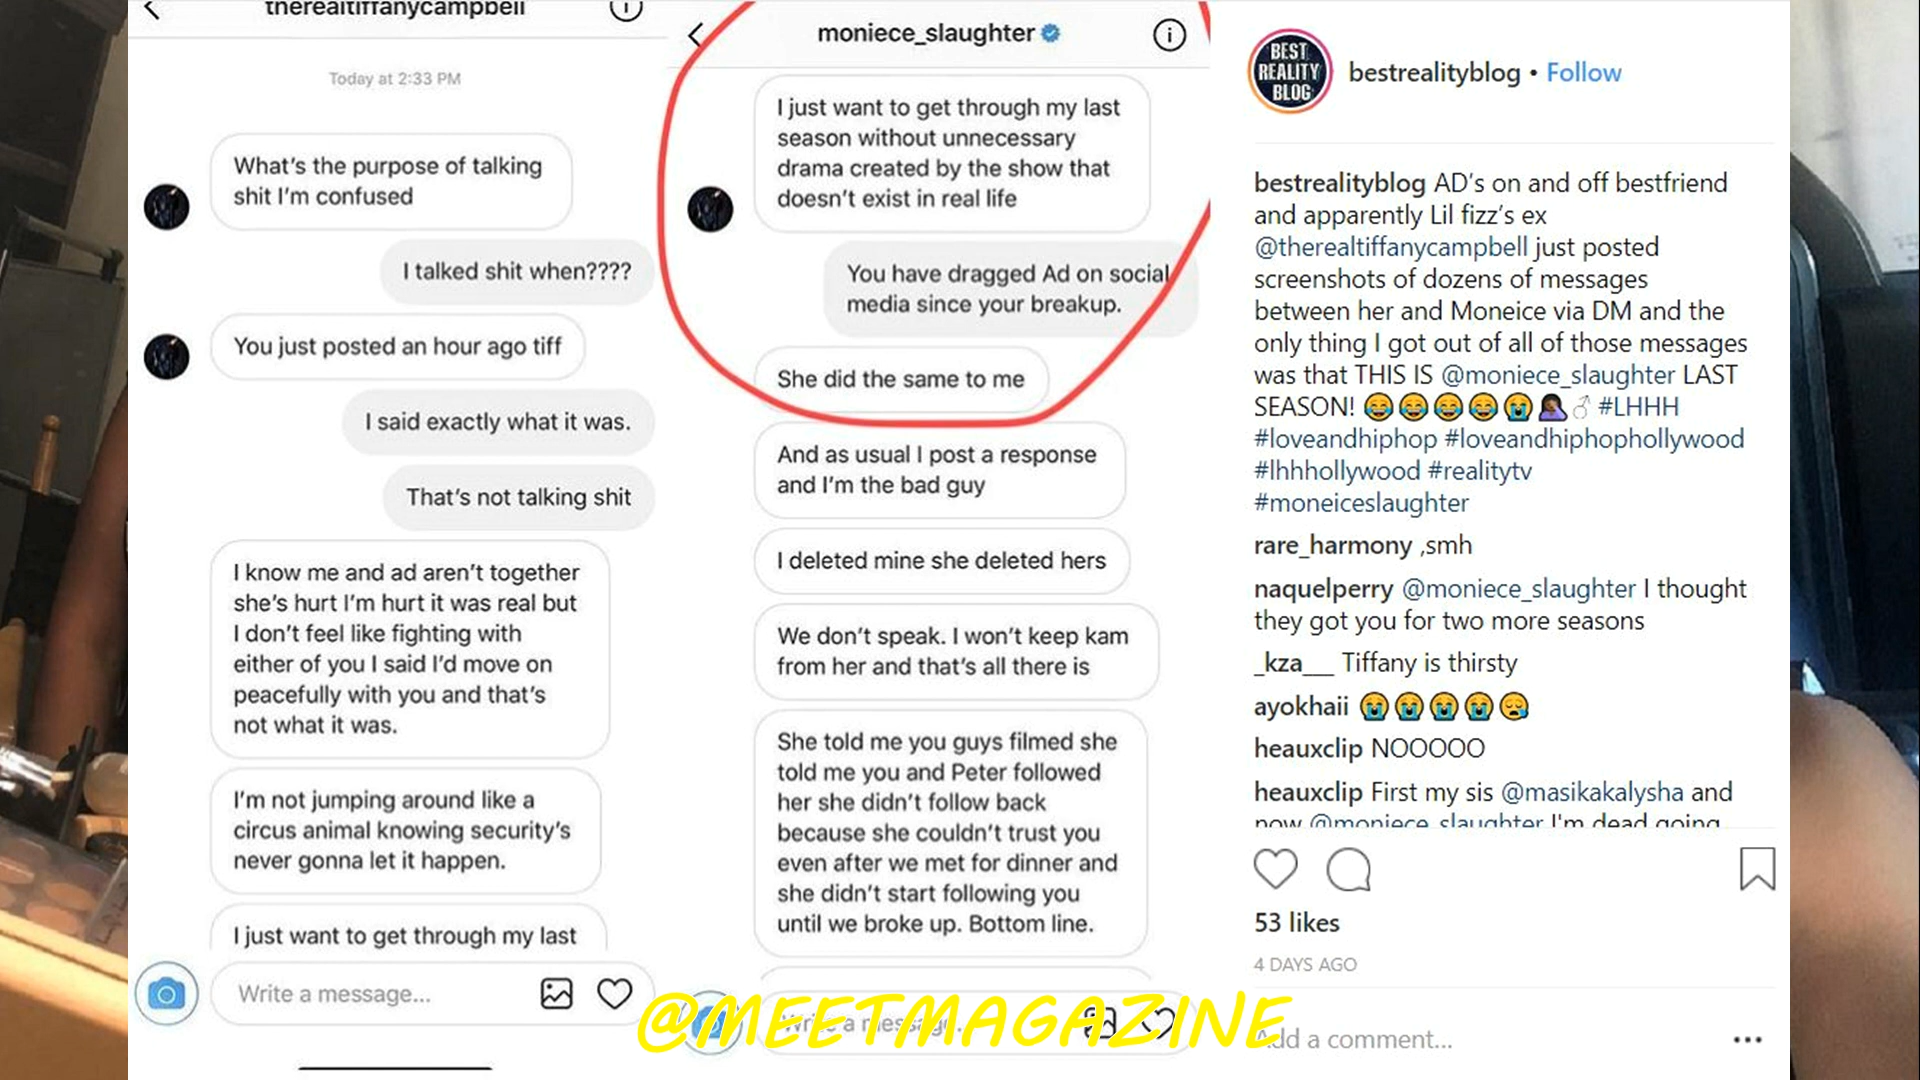 therealtiffanycampbell
Today at 2:33 PM
What's the purpose of talking
shit I'm confused
I talked shit when????
You just posted an hour ago tiff
I said exactly what it was.
That's not talking shit
I know me and ad aren't together
she's hurt I'm hurt it was real but
I don't feel like fighting with
either of you I said I'd move on
peacefully with you and that's
not what it was.
I'm not jumping around like a
circus animal knowing security's
never gonna let it happen.
I just want to get through my last
Write a message...
moniece_slaughter
I just want to get through my last
season without unnecessary
drama created by the show that
doesn't exist in real life
You have dragged Ad on social
media since your breakup.
She did the same to me
And as usual I post a response
and I'm the bad guy
I deleted mine she deleted hers
We don't speak. I won't keep kam
from her and that's all there is
She told me you guys filmed she
told me you and Peter followed
her she didn't follow back
because she couldn't trust you
even after we met for dinner and
she didn't start following you
until we broke up. Bottom line.
Write a message...
@MEETMAGAZINE
BEST
REALITY
BLOG
bestrealityblog • Follow
bestrealityblog AD's on and off bestfriend
and apparently Lil fizz's ex
@therealtiffanycampbell just posted
screenshots of dozens of messages
between her and Moneice via DM and the
only thing I got out of all of those messages
was that THIS IS @moniece_slaughter LAST
SEASON! 😂😂😂😂😭🤦🏾‍♂ #LHHH
#loveandhiphop #loveandhiphophollywood
#lhhhollywood #realitytv
#moneiceslaughter
rare_harmony ,smh
naquelperry @moniece_slaughter I thought
they got you for two more seasons
_kza___ Tiffany is thirsty
ayokhaii 😭😭😭😭😪
heauxclip NOOOOO
heauxclip First my sis @masikakalysha and
now @moniece_slaughter I'm dead going
53 likes
4 DAYS AGO
Add a comment...